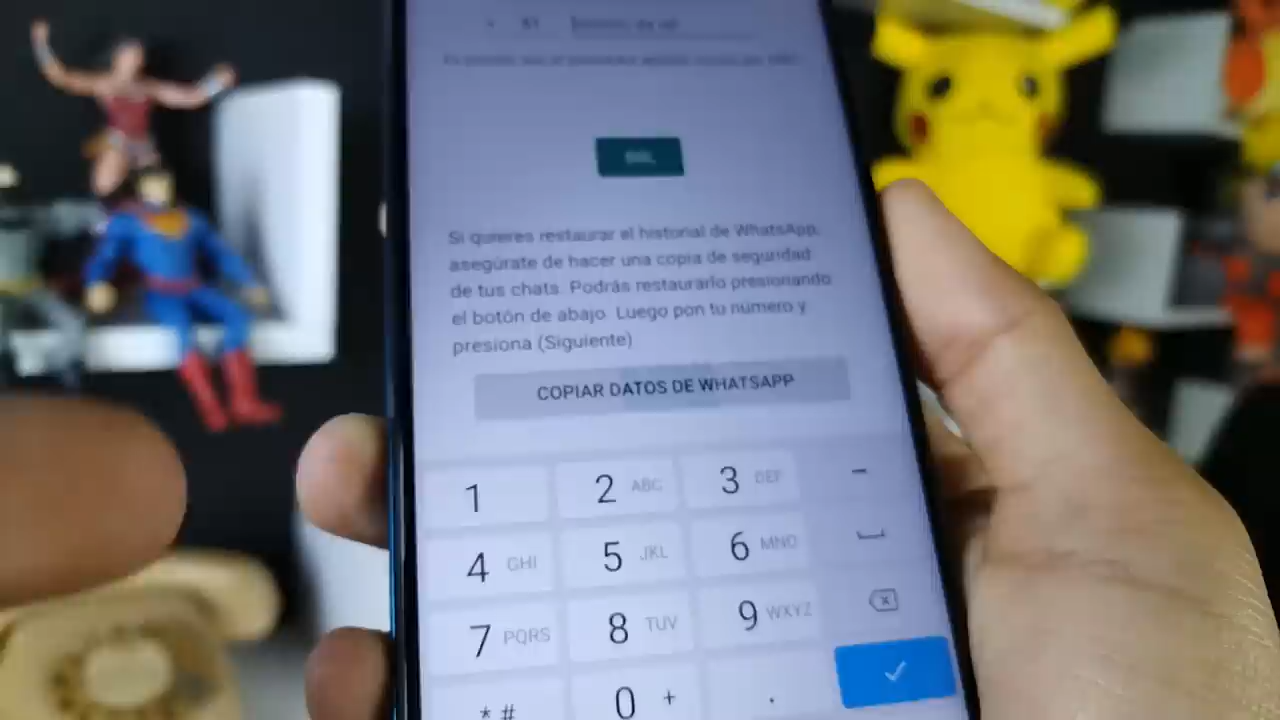 Si quieres restaurar el historial de WhatsApp,
asegúrate de hacer una copia de seguridad
de tus chats. Podrás restaurarlo presionando
el botón de abajo. Luego pon tu número y
presiona (Siguiente)
COPIAR DATOS DE WHATSAPP
1 2 ABC 3 DEF -
4 GHI 5 JKL 6 MNO
7 PQRS 8 TUV 9 WXYZ
* # 0 + .